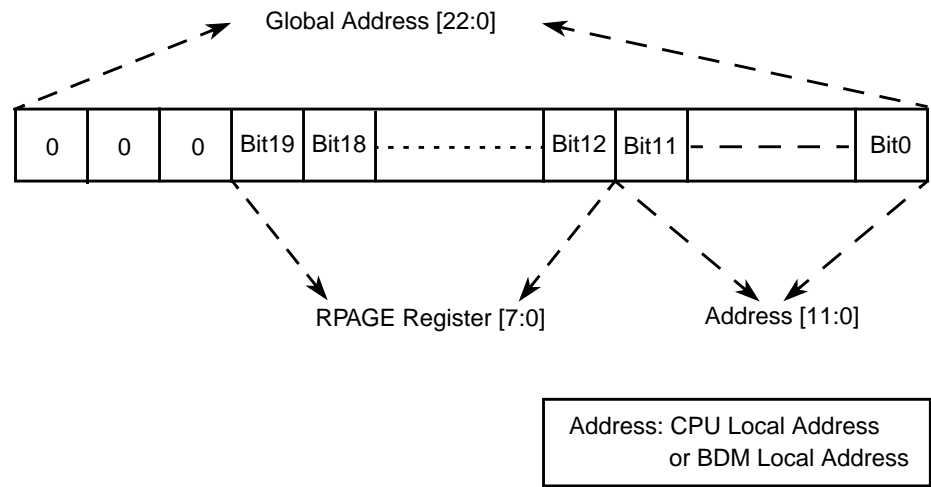 Global Address [22:0]
0 0 0 Bit19 Bit18 Bit12 Bit11 Bit0
RPAGE Register [7:0] Address [11:0]
Address: CPU Local Address
or BDM Local Address